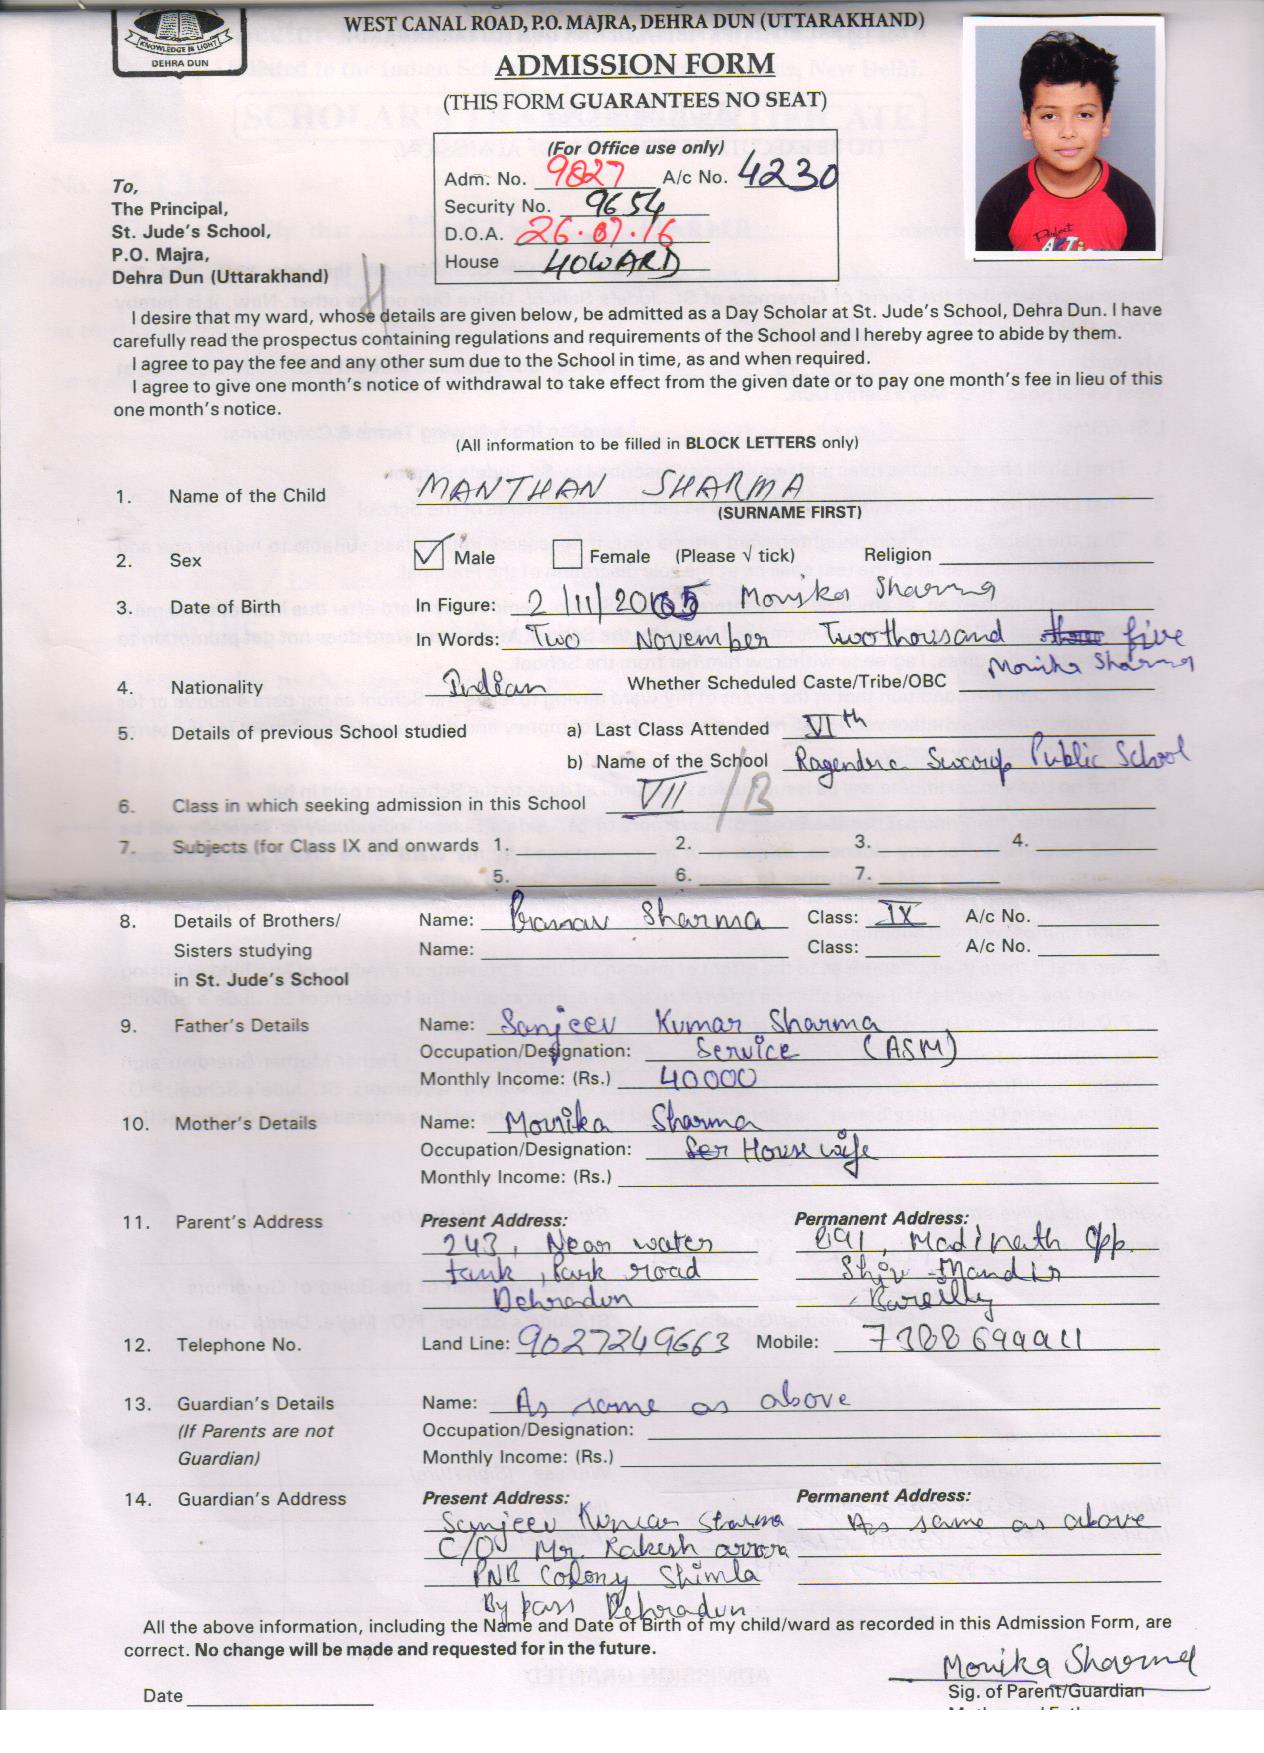 KNOWLEDGE IS LIGHT
DEHRA DUN
WEST CANAL ROAD, P.O. MAJRA, DEHRA DUN (UTTARAKHAND)
ADMISSION FORM
(THIS FORM GUARANTEES NO SEAT)
(For Office use only)
Adm. No. 9827 A/c No. 4230
Security No. 9654
D.O.A. 26.07.16
House HOWARD
To,
The Principal,
St. Jude's School,
P.O. Majra,
Dehra Dun (Uttarakhand)
H
Perfect
I desire that my ward, whose details are given below, be admitted as a Day Scholar at St. Jude's School, Dehra Dun. I have
carefully read the prospectus containing regulations and requirements of the School and I hereby agree to abide by them.
I agree to pay the fee and any other sum due to the School in time, as and when required.
I agree to give one month's notice of withdrawal to take effect from the given date or to pay one month's fee in lieu of this
one month's notice.
(All information to be filled in BLOCK LETTERS only)
1. Name of the Child MANTHAN SHARMA
(SURNAME FIRST)
2. Sex Male Female (Please √ tick) Religion
3. Date of Birth In Figure: 2/11/2005 Monika Sharma
In Words: Two November Twothousand five
Monika Sharma
4. Nationality Indian Whether Scheduled Caste/Tribe/OBC
5. Details of previous School studied a) Last Class Attended VIth
b) Name of the School Ragendra Swarop Public School
6. Class in which seeking admission in this School VII /B
7. Subjects (for Class IX and onwards 1. 2. 3. 4.
5. 6. 7.
8. Details of Brothers/ Name: Pranav Sharma Class: IX A/c No.
Sisters studying Name: Class: A/c No.
in St. Jude's School
9. Father's Details Name: Sanjeev Kumar Sharma
Occupation/Designation: Service (ASM)
Monthly Income: (Rs.) 40000
10. Mother's Details Name: Monika Sharma
Occupation/Designation: House wife
Monthly Income: (Rs.)
11. Parent's Address Present Address: Permanent Address:
243, Near water 891, Madinath Opp.
tank, Park road Shiv Mandir
Dehradun Bareilly
12. Telephone No. Land Line: 9027249663 Mobile: 7388699911
13. Guardian's Details Name: As same as above
(If Parents are not Occupation/Designation:
Guardian) Monthly Income: (Rs.)
14. Guardian's Address Present Address: Permanent Address:
Sanjeev Kumar Sharma As same as above
C/O Mr. Rakesh arrora
PNB Colony Shimla
By pass Dehradun
All the above information, including the Name and Date of Birth of my child/ward as recorded in this Admission Form, are
correct. No change will be made and requested for in the future.
Monika Sharma
Date Sig. of Parent/Guardian